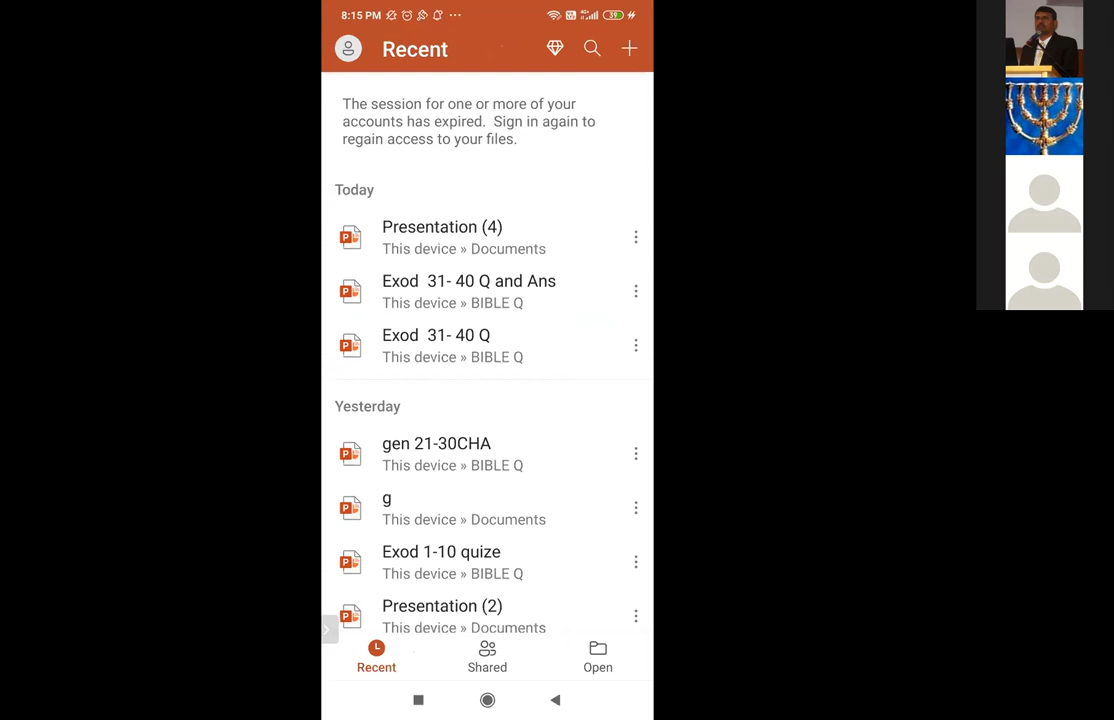 8:15 PM
4G+
39
Recent
The session for one or more of your
accounts has expired. Sign in again to
regain access to your files.
Today
Presentation (4)
This device » Documents
Exod 31- 40 Q and Ans
This device » BIBLE Q
Exod 31- 40 Q
This device » BIBLE Q
Yesterday
gen 21-30CHA
This device » BIBLE Q
g
This device » Documents
Exod 1-10 quize
This device » BIBLE Q
Presentation (2)
This device » Documents
Recent
Shared
Open